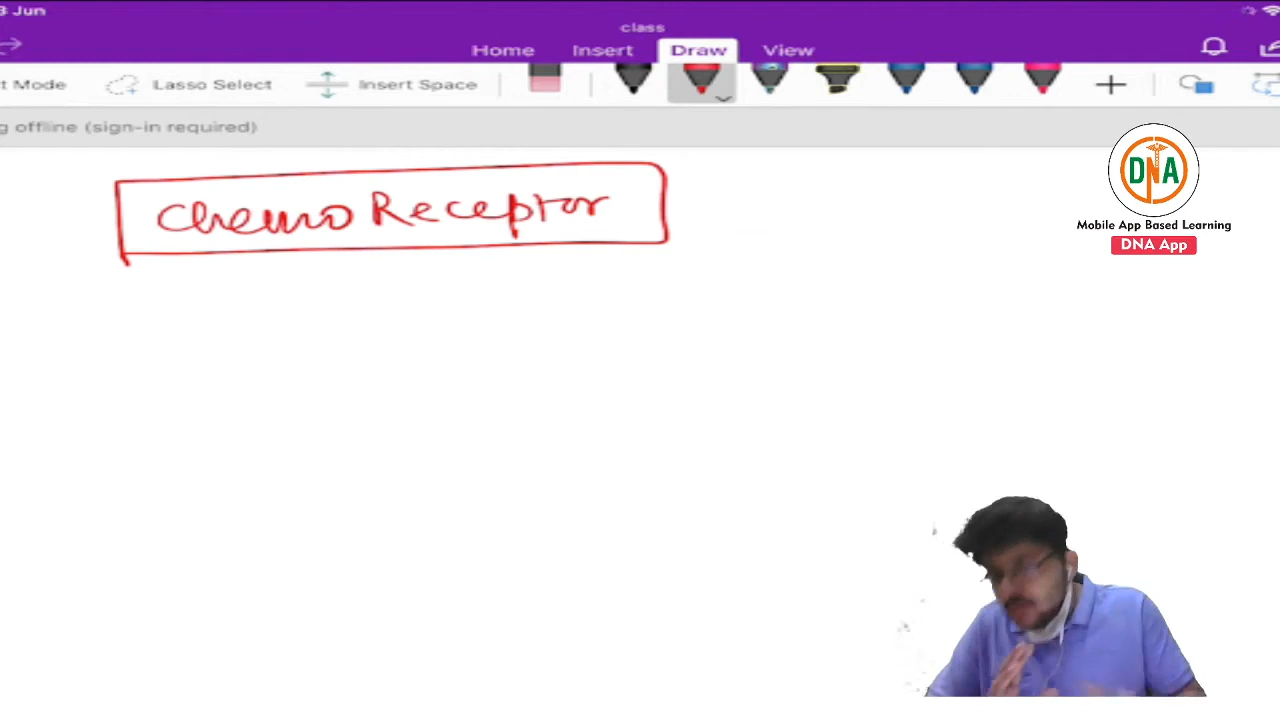 3 Jun
class
Home Insert Draw View
t Mode Lasso Select Insert Space
g offline (sign-in required)
Chemo Receptor
DNA
Mobile App Based Learning
DNA App